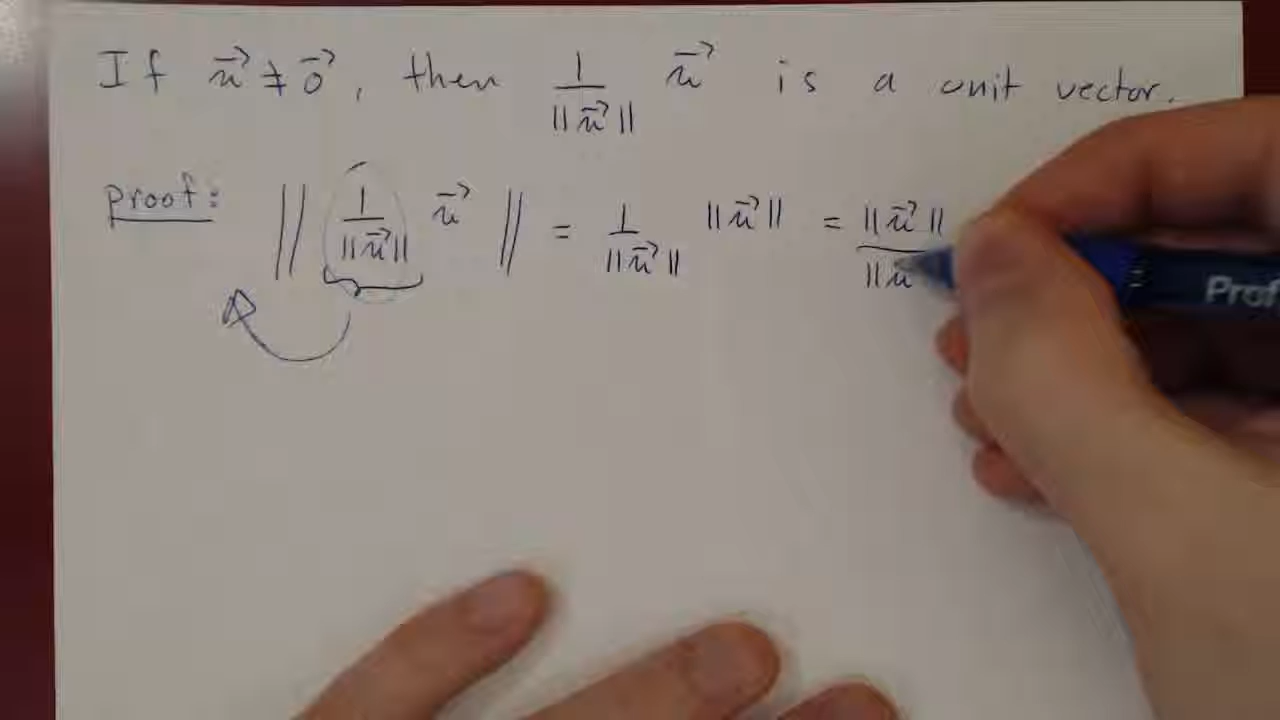 If u⃗ ≠ 0⃗, then 1/||u⃗|| u⃗ is a unit vector.
proof: || 1/||u⃗|| u⃗ || = 1/||u⃗|| ||u⃗|| = ||u⃗||/||u
Prof